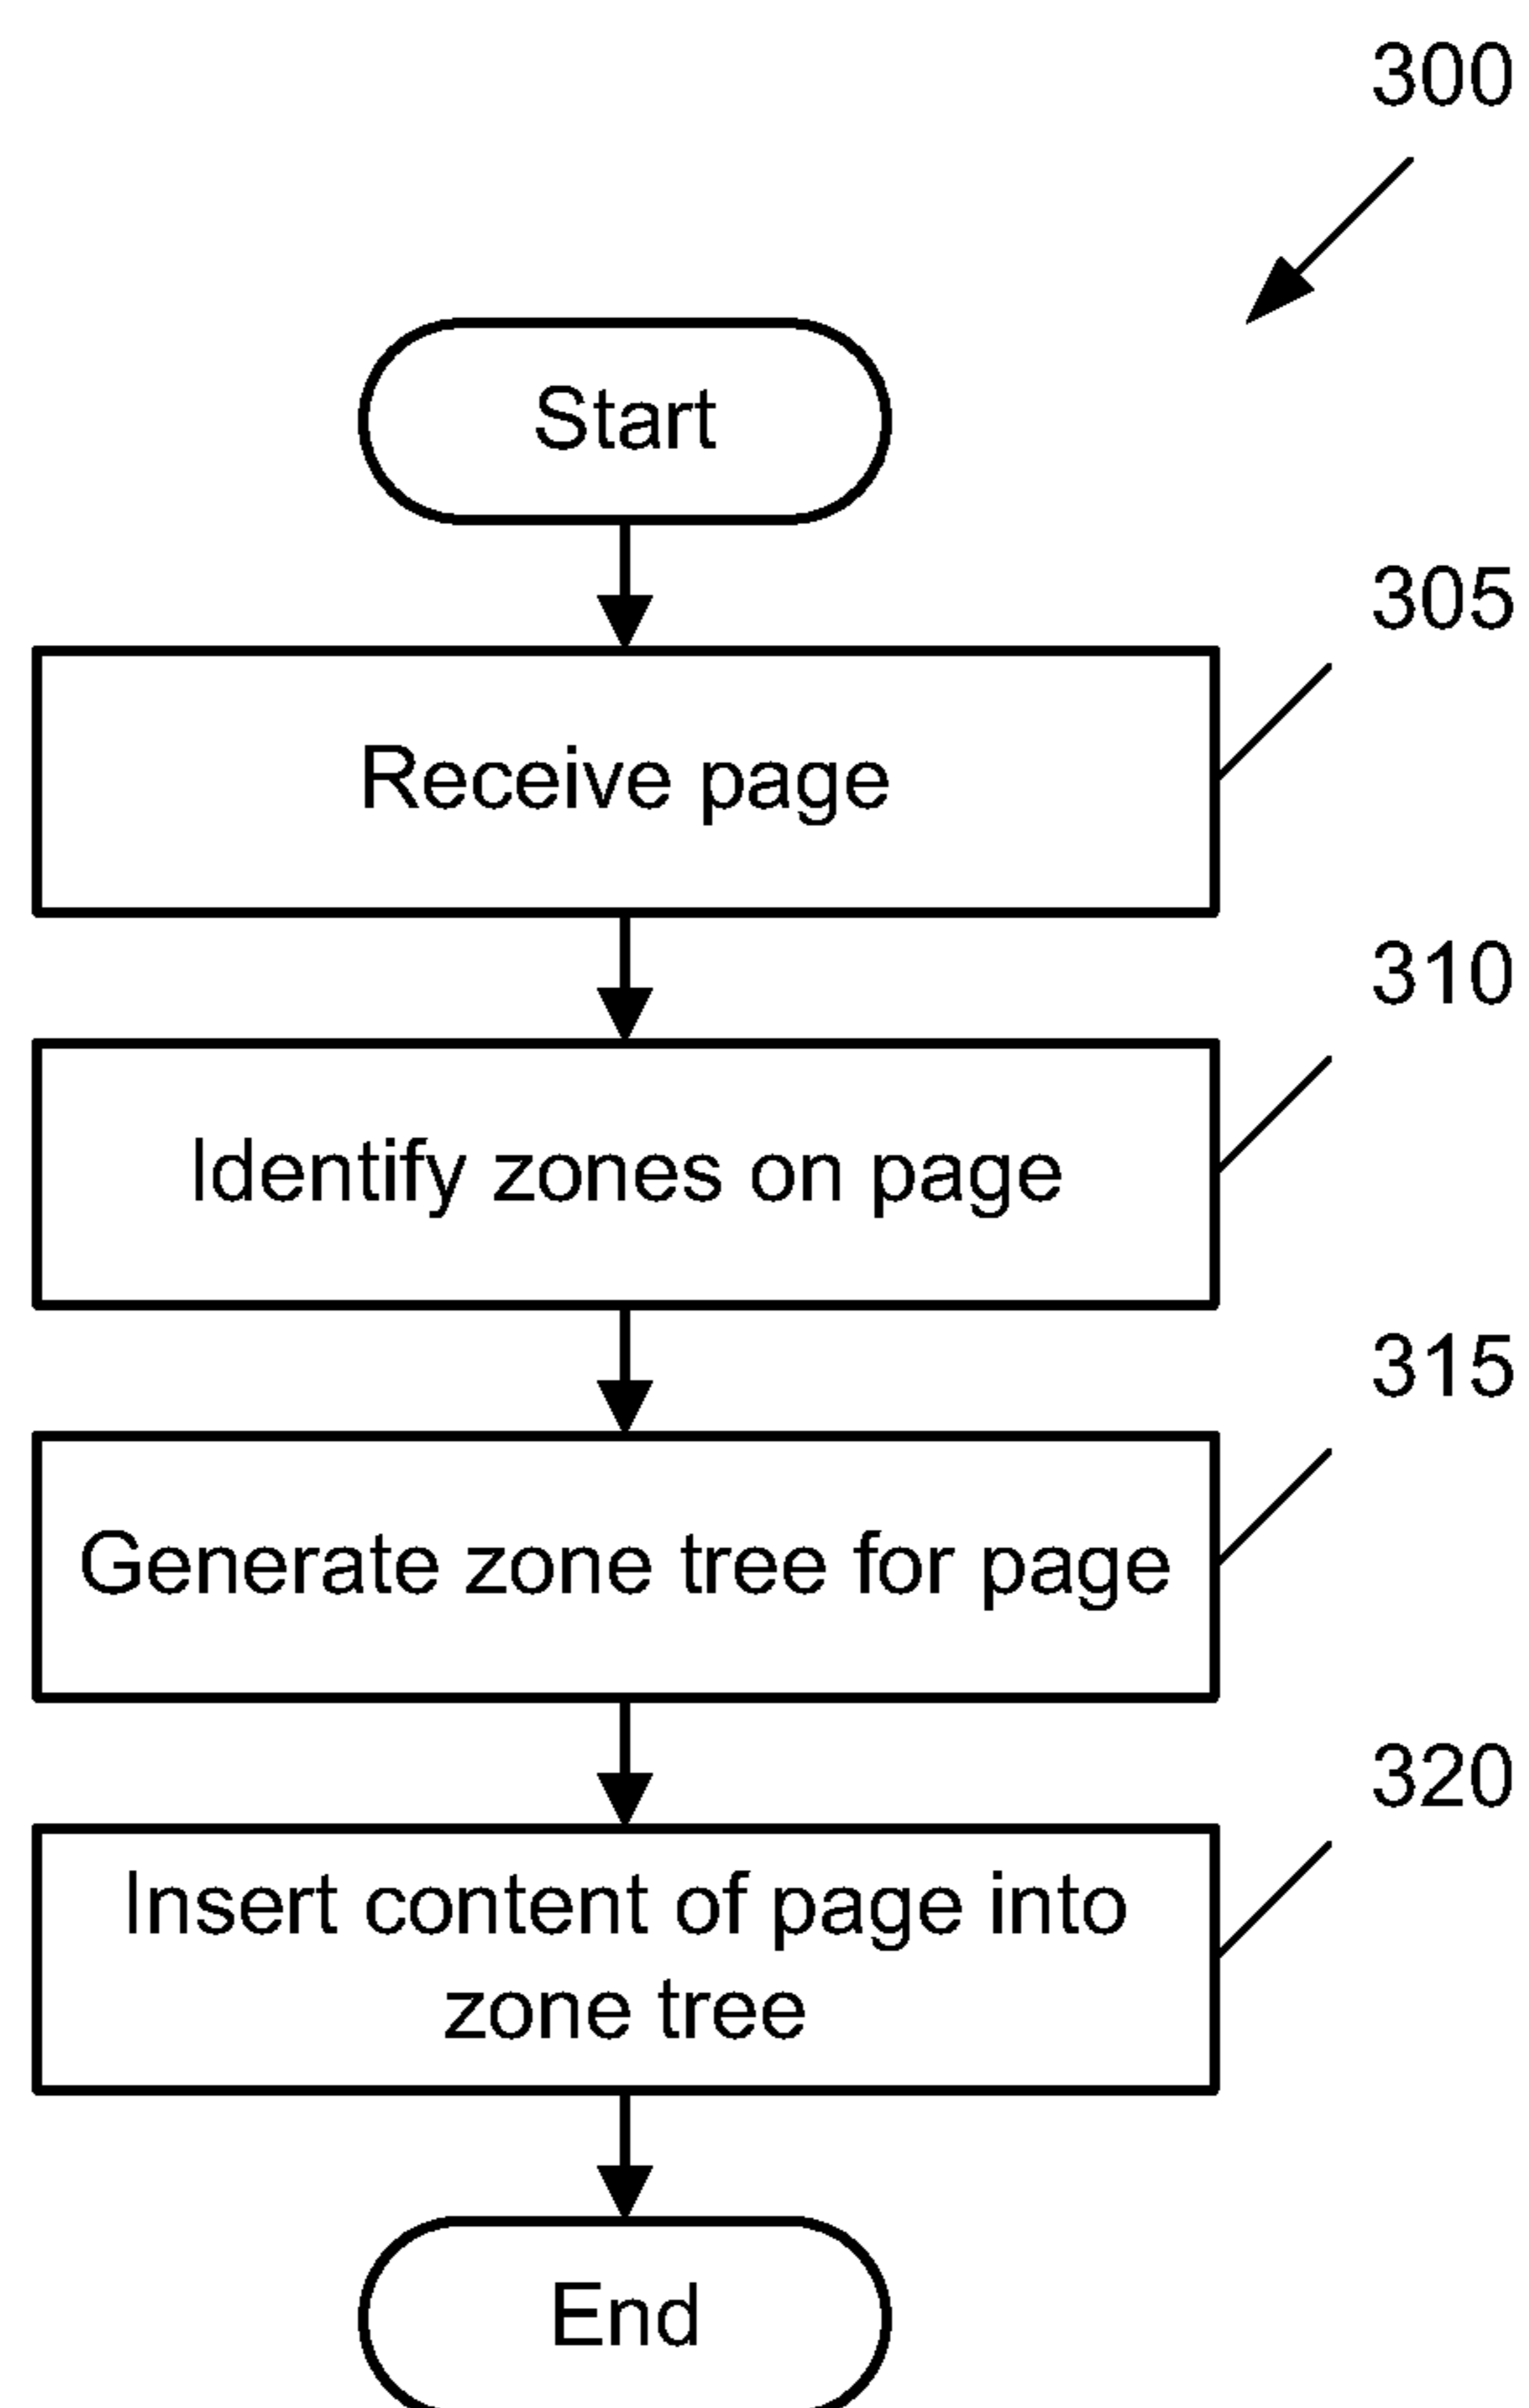 300
Start
305
Receive page
310
Identify zones on page
315
Generate zone tree for page
320
Insert content of page into
zone tree
End